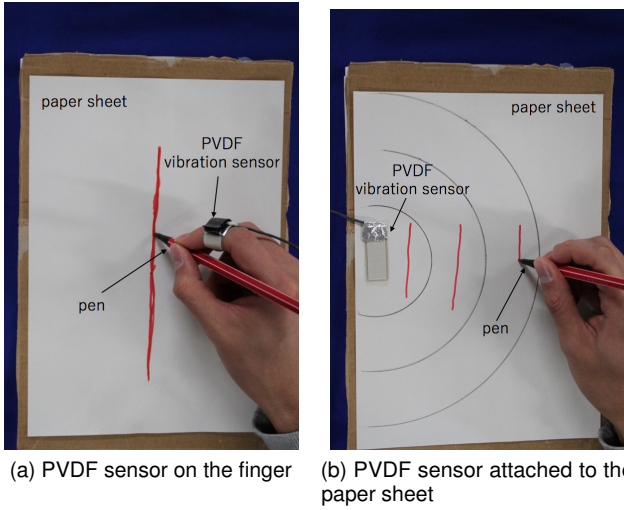 paper sheet
PVDF
vibration sensor
pen
paper sheet
PVDF
vibration sensor
pen
(a) PVDF sensor on the finger
(b) PVDF sensor attached to the
paper sheet